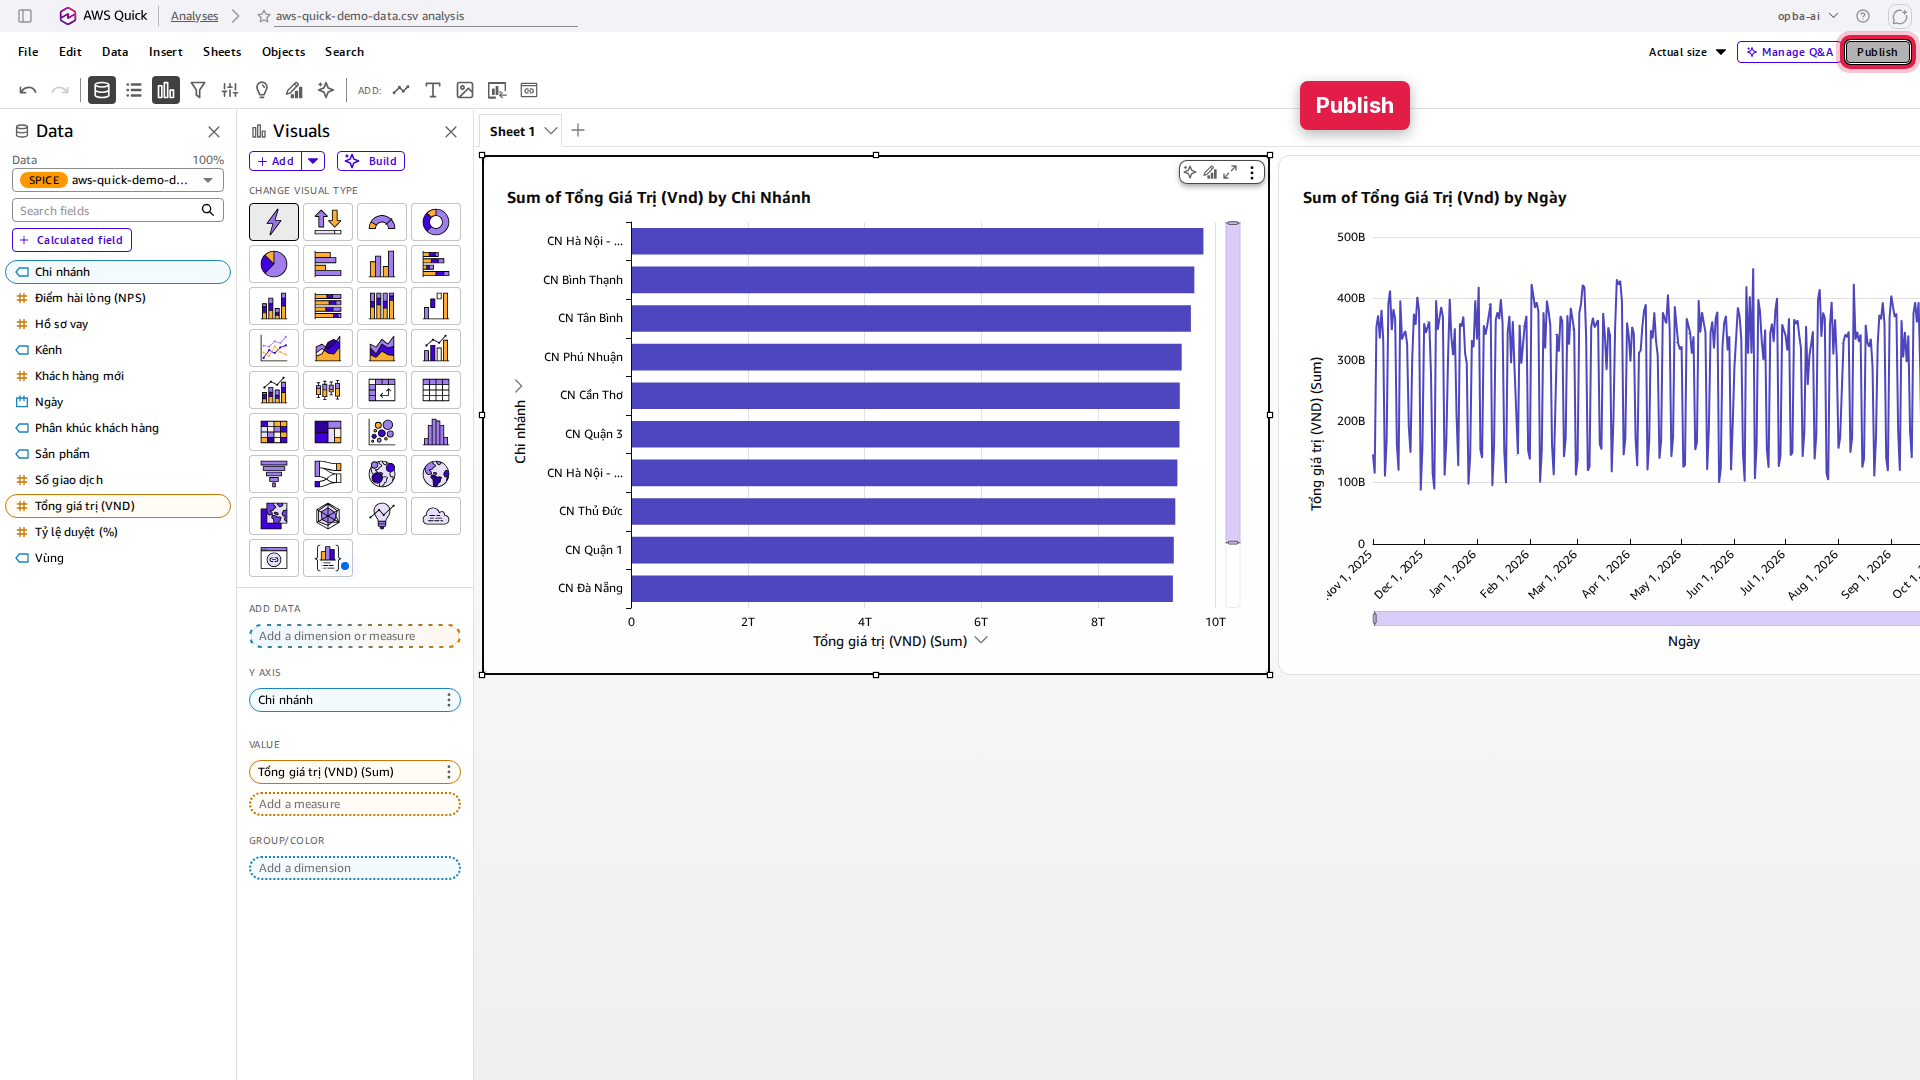 AWS Quick
Analyses
aws-quick-demo-data.csv analysis
opba-ai
File Edit Data Insert Sheets Objects Search
Actual size
Manage Q&A
Publish
ADD:
Publish
Data
Data 100%
SPICE aws-quick-demo-d...
Search fields
Calculated field
Chi nhánh
Điểm hài lòng (NPS)
Hồ sơ vay
Kênh
Khách hàng mới
Ngày
Phân khúc khách hàng
Sản phẩm
Số giao dịch
Tổng giá trị (VND)
Tỷ lệ duyệt (%)
Vùng
Visuals
Add
Build
CHANGE VISUAL TYPE
ADD DATA
Add a dimension or measure
Y AXIS
Chi nhánh
VALUE
Tổng giá trị (VND) (Sum)
Add a measure
GROUP/COLOR
Add a dimension
Sheet 1
Sum of Tổng Giá Trị (Vnd) by Chi Nhánh
Chi nhánh
CN Hà Nội - ...
CN Bình Thạnh
CN Tân Bình
CN Phú Nhuận
CN Cần Thơ
CN Quận 3
CN Hà Nội - ...
CN Thủ Đức
CN Quận 1
CN Đà Nẵng
0 2T 4T 6T 8T 10T
Tổng giá trị (VND) (Sum)
Sum of Tổng Giá Trị (Vnd) by Ngày
Tổng giá trị (VND) (Sum)
500B
400B
300B
200B
100B
0
Nov 1, 2025 Dec 1, 2025 Jan 1, 2026 Feb 1, 2026 Mar 1, 2026 Apr 1, 2026 May 1, 2026 Jun 1, 2026 Jul 1, 2026 Aug 1, 2026 Sep 1, 2026 Oct 1,
Ngày